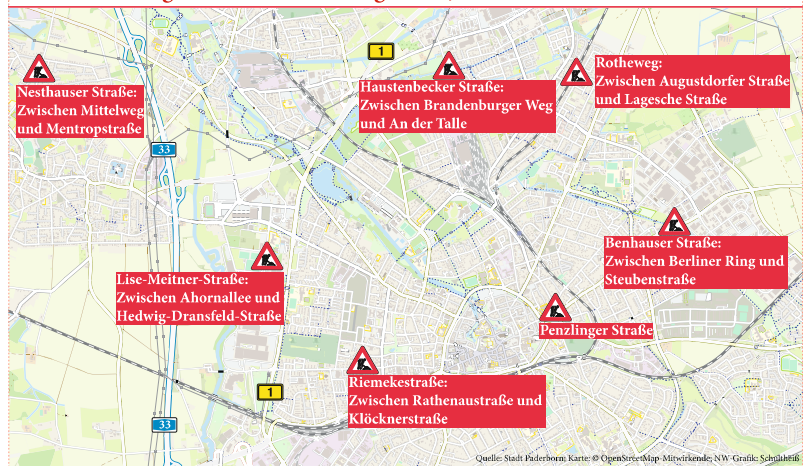 1
Nesthauser Straße:
Zwischen Mittelweg
und Mentropstraße
Haustenbecker Straße:
Zwischen Brandenburger Weg
und An der Talle
Rotheweg:
Zwischen Augustdorfer Straße
und Lagesche Straße
33
Benhauser Straße:
Zwischen Berliner Ring und
Steubenstraße
Lise-Meitner-Straße:
Zwischen Ahornallee und
Hedwig-Dransfeld-Straße
Penzlinger Straße
Riemekestraße:
Zwischen Rathenaustraße und
Klöcknerstraße
1
33
Quelle: Stadt Paderborn; Karte: © OpenStreetMap-Mitwirkende; NW-Grafik: Schultheiß